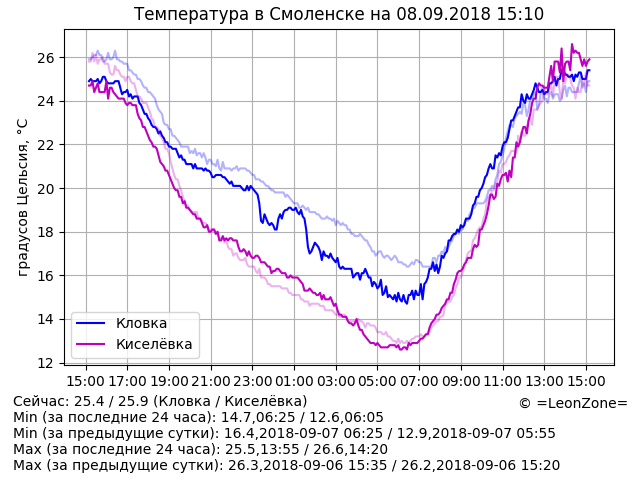 Температура в Смоленске на 08.09.2018 15:10
градусов Цельсия, °C
26
24
22
20
18
16
14
12
Кловка
Киселёвка
15:00 17:00 19:00 21:00 23:00 01:00 03:00 05:00 07:00 09:00 11:00 13:00 15:00
Сейчас: 25.4 / 25.9 (Кловка / Киселёвка)
© =LeonZone=
Min (за последние 24 часа): 14.7,06:25 / 12.6,06:05
Min (за предыдущие сутки): 16.4,2018-09-07 06:25 / 12.9,2018-09-07 05:55
Max (за последние 24 часа): 25.5,13:55 / 26.6,14:20
Max (за предыдущие сутки): 26.3,2018-09-06 15:35 / 26.2,2018-09-06 15:20